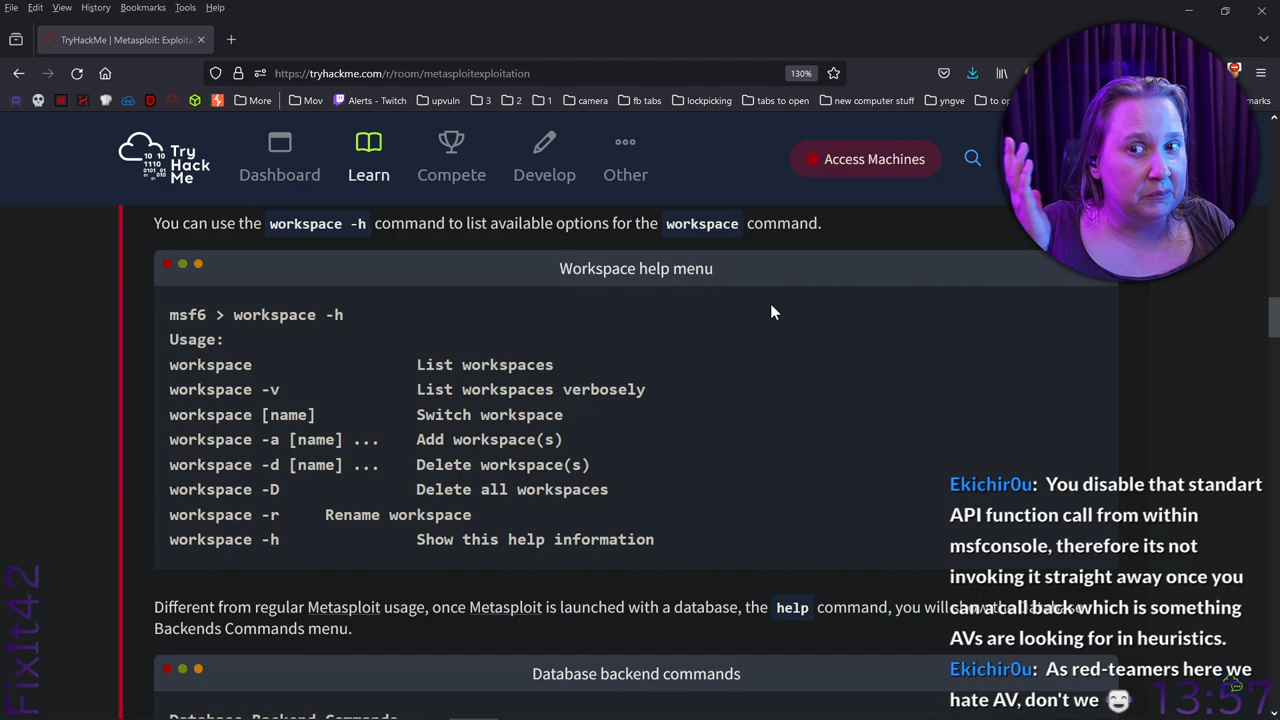 File Edit View History Bookmarks Tools Help
TryHackMe | Metasploit: Exploita
https://tryhackme.com/r/room/metasploitexploitation
130%
More Mov Alerts - Twitch upvuln 3 2 1 camera fb tabs lockpicking tabs to open new computer stuff yngve
Try Hack Me
Dashboard Learn Compete Develop Other
Access Machines
You can use the workspace -h command to list available options for the workspace command.
Workspace help menu
msf6 > workspace -h
Usage:
workspace List workspaces
workspace -v List workspaces verbosely
workspace [name] Switch workspace
workspace -a [name] ... Add workspace(s)
workspace -d [name] ... Delete workspace(s)
workspace -D Delete all workspaces
workspace -r Rename workspace
workspace -h Show this help information
Different from regular Metasploit usage, once Metasploit is launched with a database, the help command, you will
Backends Commands menu.
Database backend commands
Database Backend Commands
Ekichir0u: You disable that standart
API function call from within
msfconsole, therefore its not
invoking it straight away once you
AVs are looking for in heuristics.
Ekichir0u: As red-teamers here we
hate AV, don't we
13:57
FixIt42